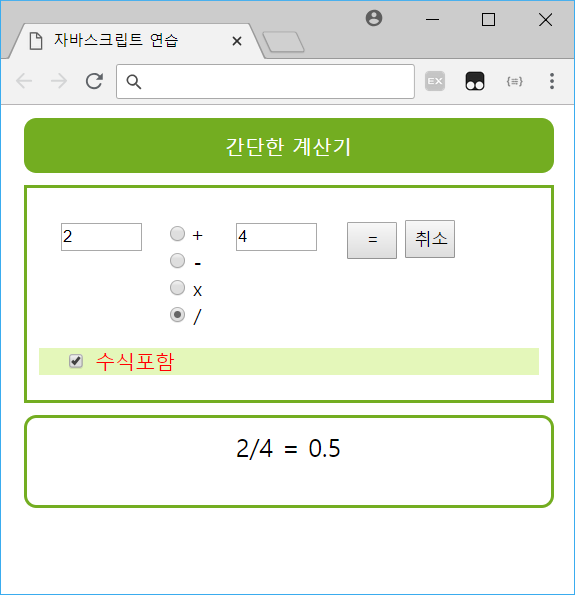 자바스크립트 연습
EX
{≡}
간단한 계산기
2
+
4
=
취소
-
x
/
수식포함
2/4 = 0.5